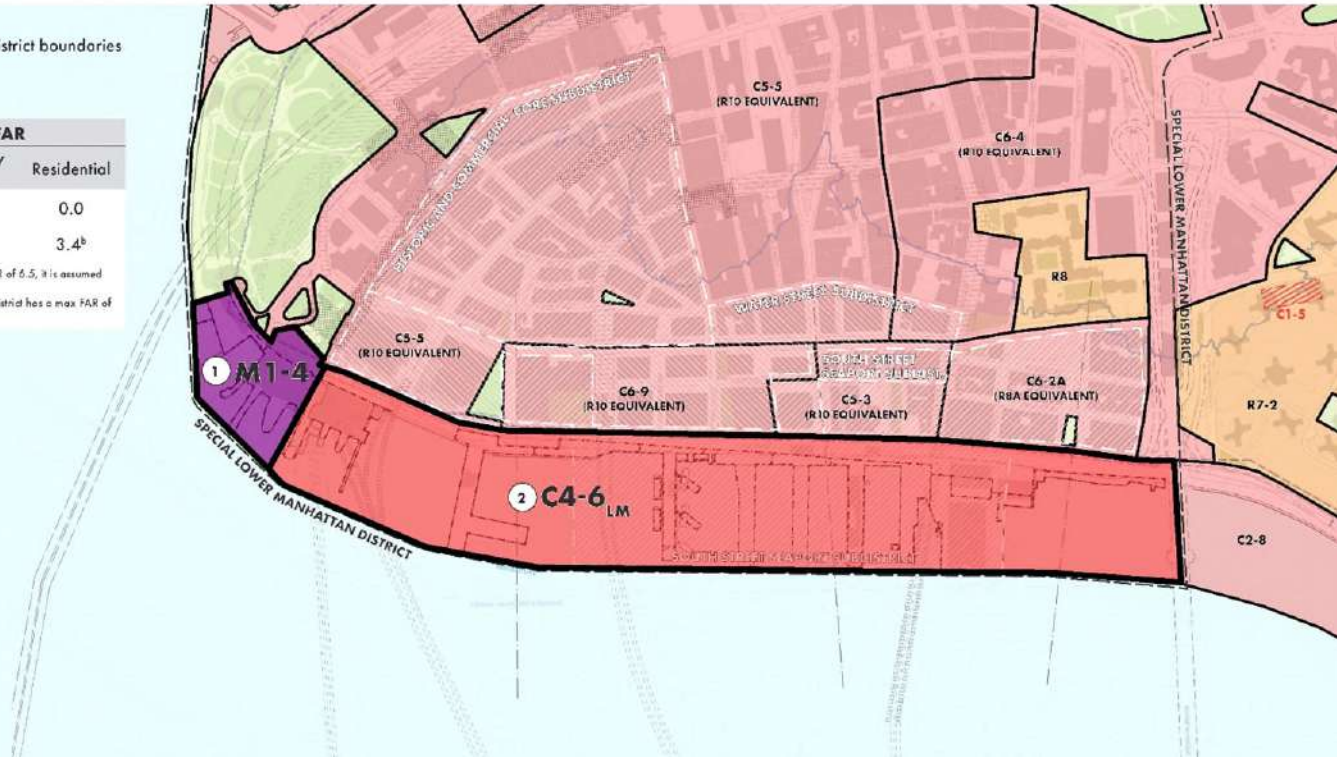 strict boundaries
FAR
Residential
0.0
3.4ᵇ
of 6.5, it is assumed
district has a max FAR of
HISTORIC AND COMMERCIAL CORE SUBDISTRICT
C5-5
(R10 EQUIVALENT)
C6-4
(R10 EQUIVALENT)
SPECIAL LOWER MANHATTAN DISTRICT
R8
C1-5
WATER STREET SUBDISTRICT
C5-5
(R10 EQUIVALENT)
SOUTH STREET
SEAPORT SUBDIST.
C6-9
(R10 EQUIVALENT)
C5-3
(R10 EQUIVALENT)
C6-2A
(R8A EQUIVALENT)
R7-2
1 M1-4
SPECIAL LOWER MANHATTAN DISTRICT
2 C4-6LM
SOUTH STREET SEAPORT SUBDISTRICT
C2-8